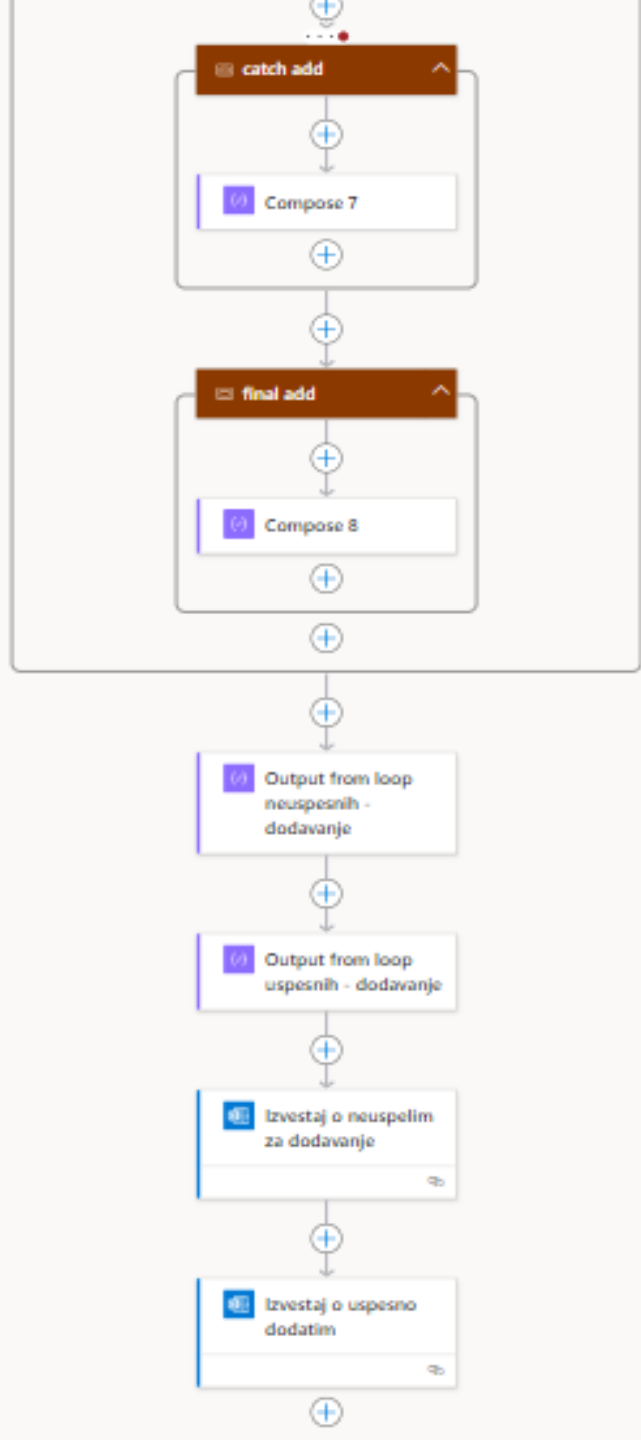 catch add
Compose 7
final add
Compose 8
Output from loop
neuspesnih -
dodavanje
Output from loop
uspesnih - dodavanje
Izvestaj o neuspelim
za dodavanje
Izvestaj o uspesno
dodatim